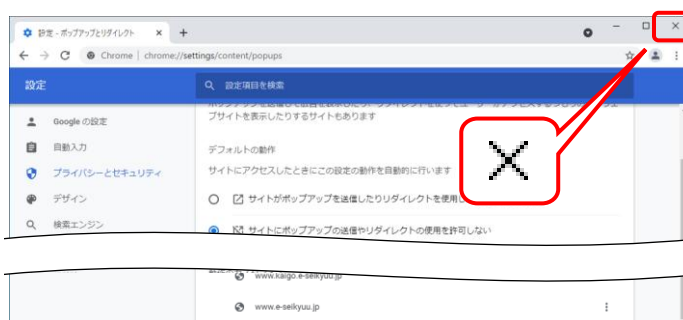 設定 - ポップアップとリダイレクト
Chrome | chrome://settings/content/popups
設定
設定項目を検索
Google の設定
ブサイトを表示したりするサイトもあります
自動入力
デフォルトの動作
プライバシーとセキュリティ
サイトにアクセスしたときにこの設定の動作を自動的に行います
デザイン
サイトがポップアップを送信したりリダイレクトを使用
検索エンジン
サイトにポップアップの送信やリダイレクトの使用を許可しない
www.kaigo.e-seikyuu.jp
www.e-seikyuu.jp